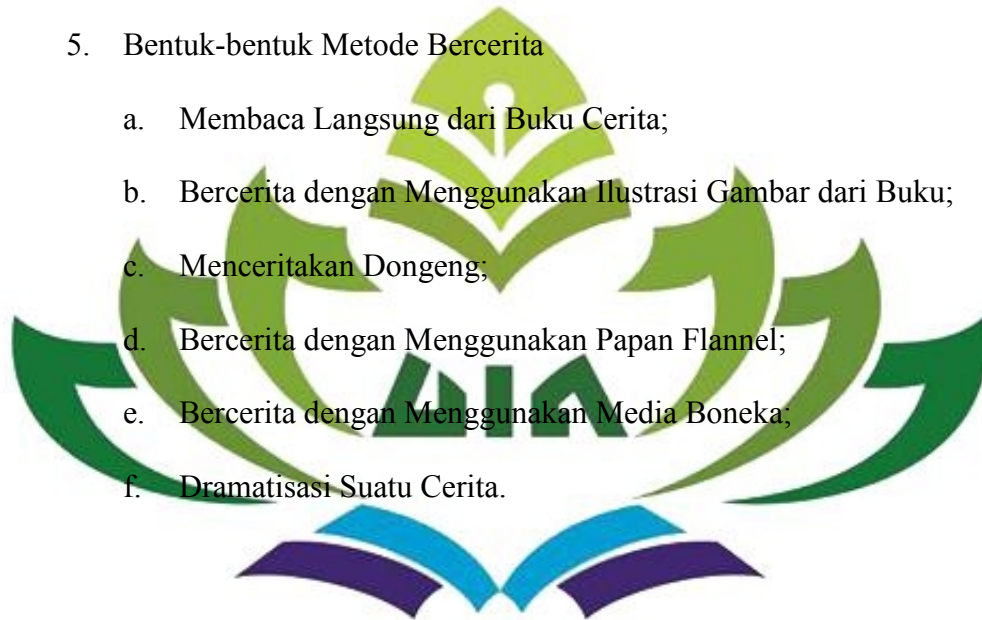 5. Bentuk-bentuk Metode Bercerita
a. Membaca Langsung dari Buku Cerita;
b. Bercerita dengan Menggunakan Ilustrasi Gambar dari Buku;
c. Menceritakan Dongeng;
d. Bercerita dengan Menggunakan Papan Flannel;
UIN
e. Bercerita dengan Menggunakan Media Boneka;
f. Dramatisasi Suatu Cerita.